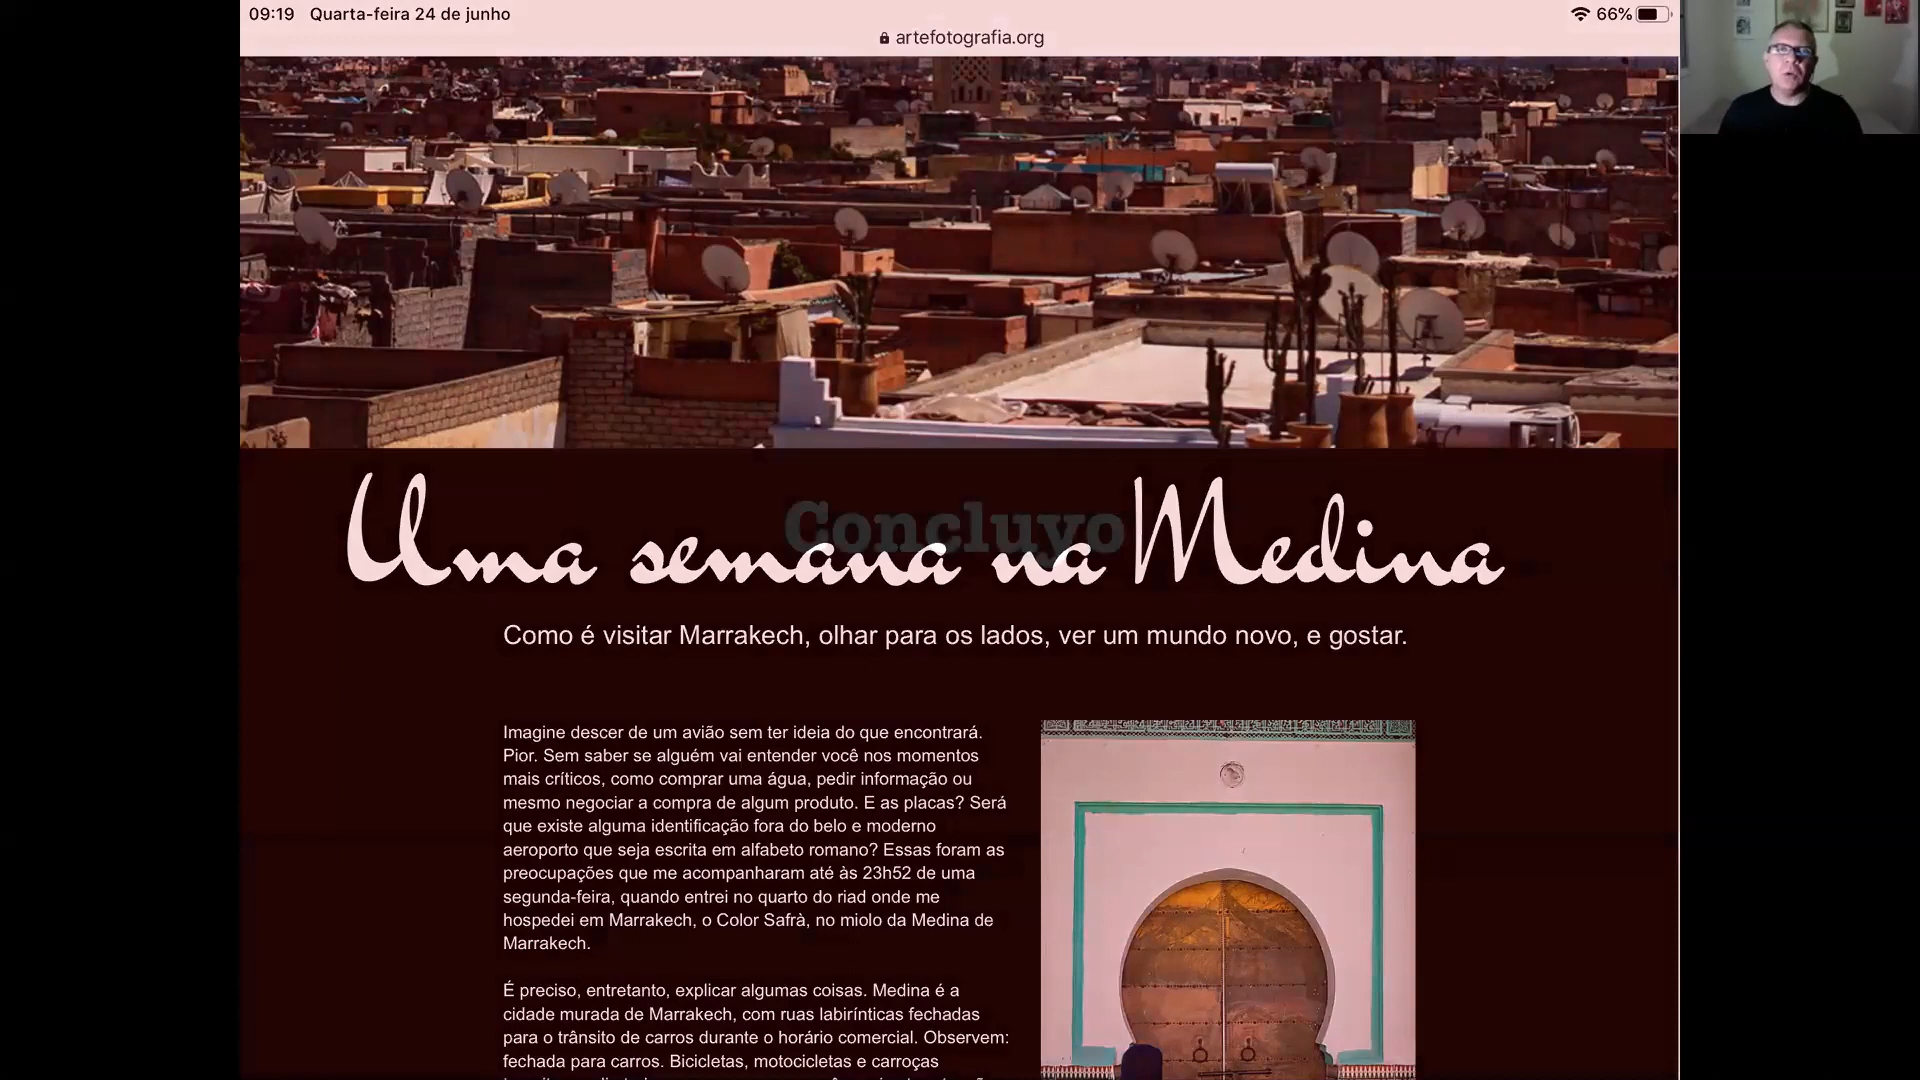 09:19 Quarta-feira 24 de junho
66%
artefotografia.org
Concluyo
Uma semana na Medina
Como é visitar Marrakech, olhar para os lados, ver um mundo novo, e gostar.
Imagine descer de um avião sem ter ideia do que encontrará.
Pior. Sem saber se alguém vai entender você nos momentos
mais críticos, como comprar uma água, pedir informação ou
mesmo negociar a compra de algum produto. E as placas? Será
que existe alguma identificação fora do belo e moderno
aeroporto que seja escrita em alfabeto romano? Essas foram as
preocupações que me acompanharam até às 23h52 de uma
segunda-feira, quando entrei no quarto do riad onde me
hospedei em Marrakech, o Color Safrà, no miolo da Medina de
Marrakech.
É preciso, entretanto, explicar algumas coisas. Medina é a
cidade murada de Marrakech, com ruas labirínticas fechadas
para o trânsito de carros durante o horário comercial. Observem:
fechada para carros. Bicicletas, motocicletas e carroças